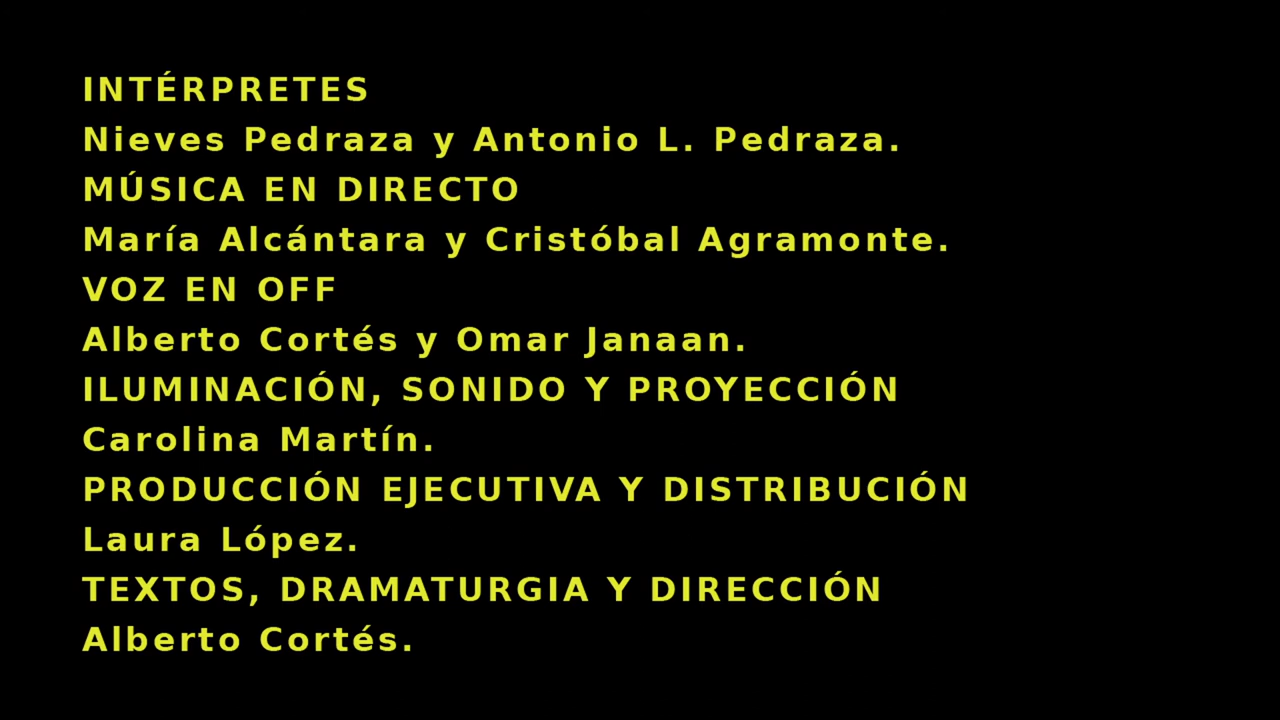 INTÉRPRETES
Nieves Pedraza y Antonio L. Pedraza.
MÚSICA EN DIRECTO
María Alcántara y Cristóbal Agramonte.
VOZ EN OFF
Alberto Cortés y Omar Janaan.
ILUMINACIÓN, SONIDO Y PROYECCIÓN
Carolina Martín.
PRODUCCIÓN EJECUTIVA Y DISTRIBUCIÓN
Laura López.
TEXTOS, DRAMATURGIA Y DIRECCIÓN
Alberto Cortés.